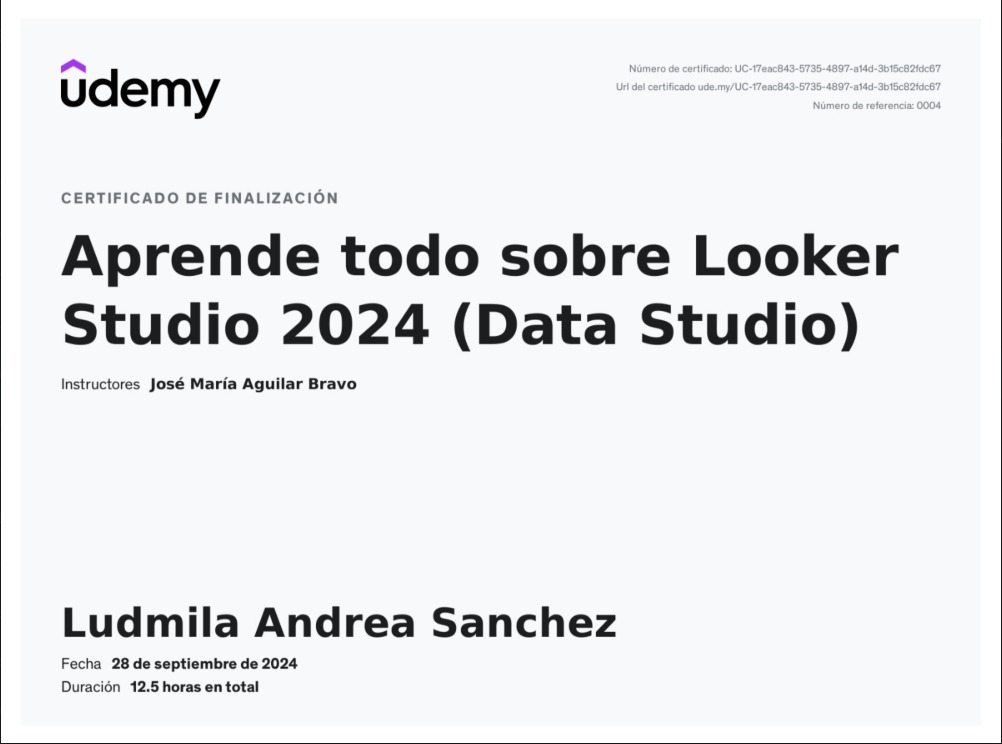 udemy
Número de certificado: UC-17eac843-5735-4897-a14d-3b15c82fdc67
Url del certificado ude.my/UC-17eac843-5735-4897-a14d-3b15c82fdc67
Número de referencia: 0004
CERTIFICADO DE FINALIZACIÓN
Aprende todo sobre Looker
Studio 2024 (Data Studio)
Instructores José María Aguilar Bravo
Ludmila Andrea Sanchez
Fecha 28 de septiembre de 2024
Duración 12.5 horas en total